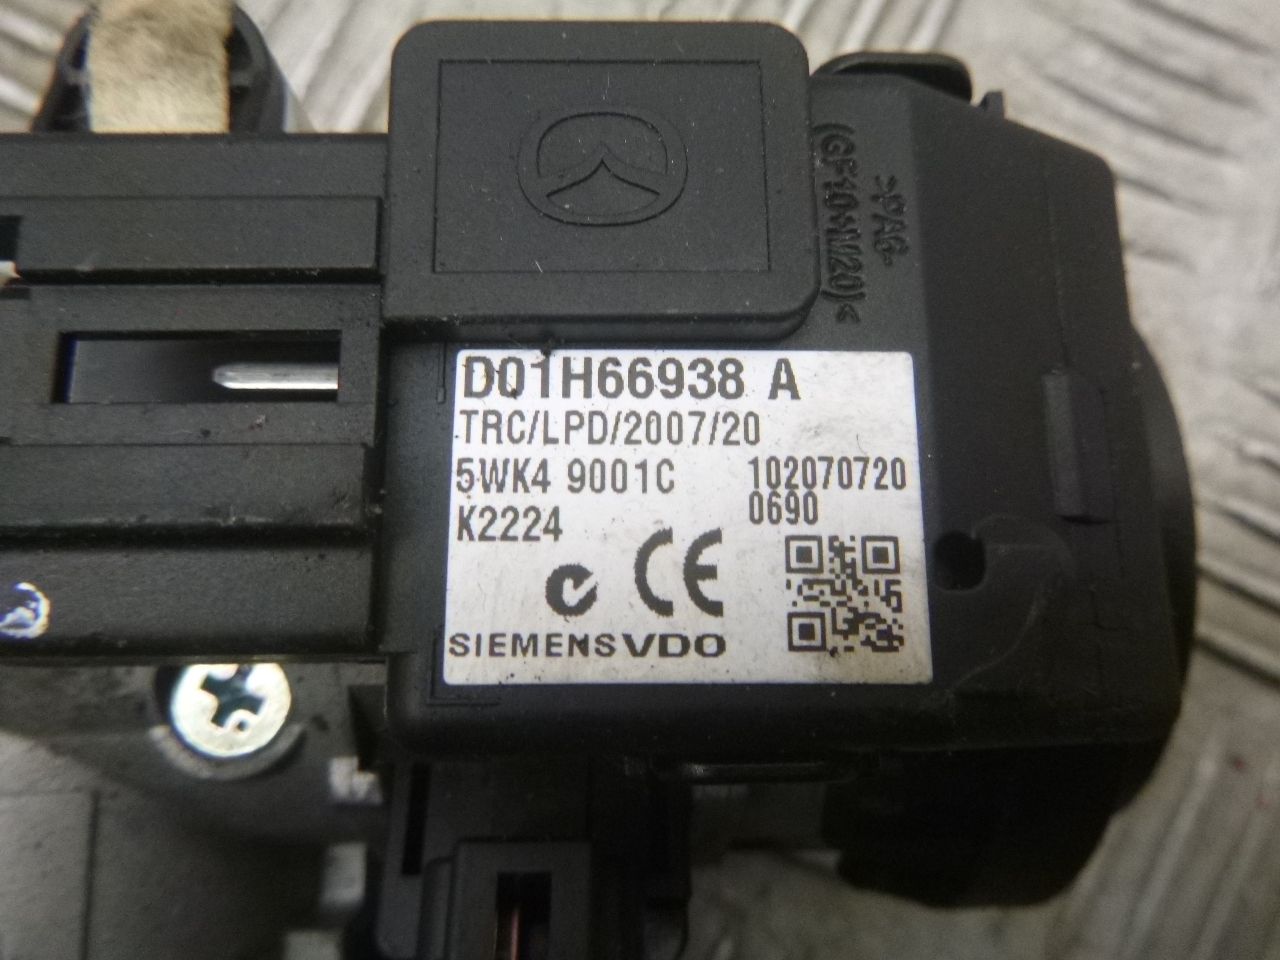 >PA6-
(GF10+M20)<
D01H66938 A
TRC/LPD/2007/20
5WK4 9001C 102070720
K2224 0690
CE
SIEMENS VDO